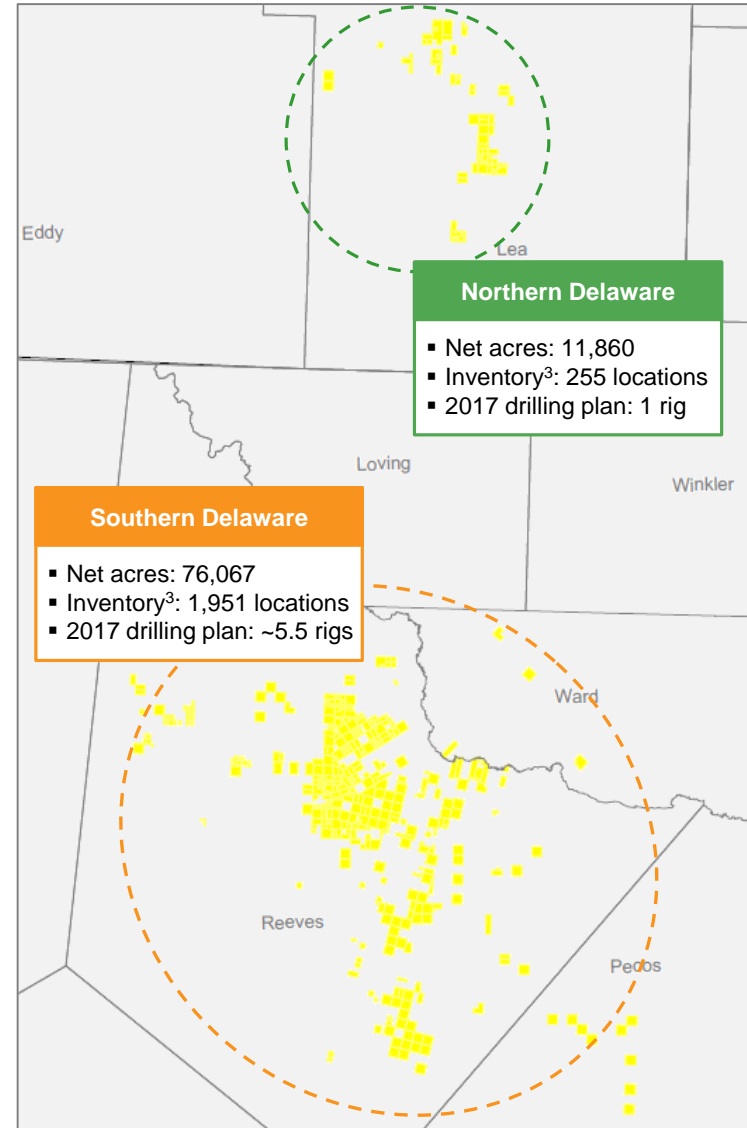 Eddy
Lea
Northern Delaware
▪ Net acres: 11,860
▪ Inventory³: 255 locations
▪ 2017 drilling plan: 1 rig
Loving
Winkler
Southern Delaware
▪ Net acres: 76,067
▪ Inventory³: 1,951 locations
▪ 2017 drilling plan: ~5.5 rigs
Ward
Reeves
Pecos